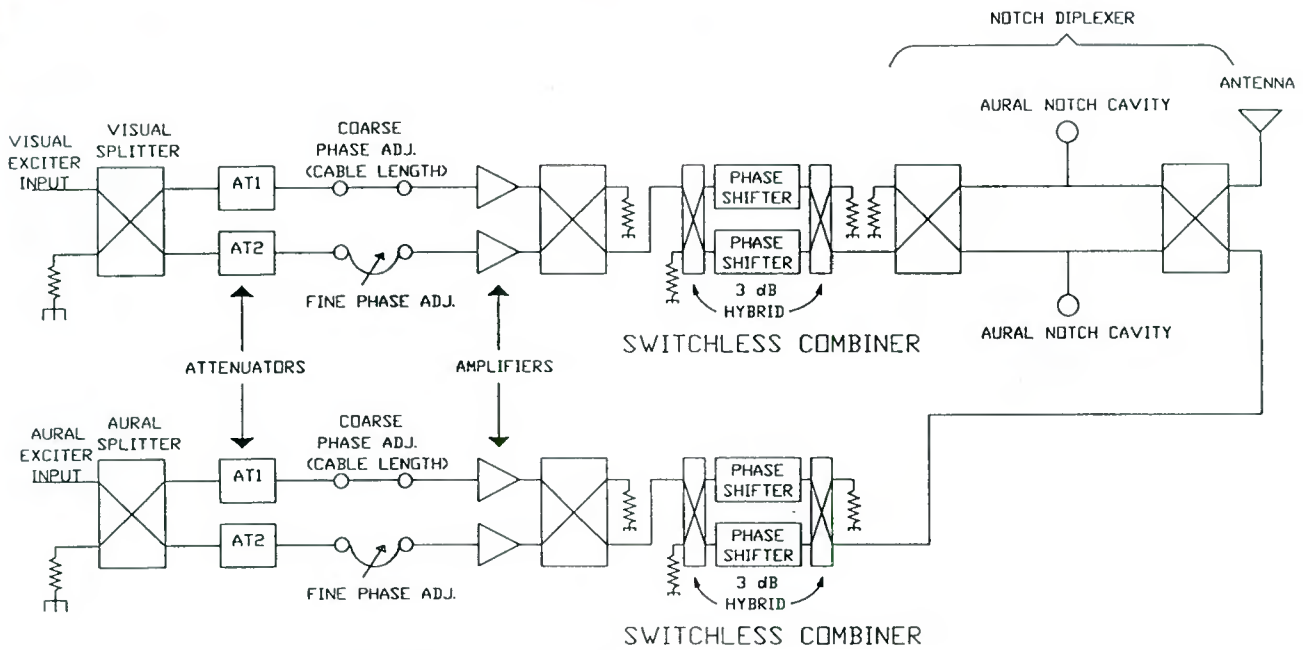 NOTCH DIPLEXER
ANTENNA
AURAL NOTCH CAVITY
VISUAL
EXCITER
INPUT
VISUAL
SPLITTER
AT1
COARSE
PHASE ADJ.
(CABLE LENGTH)
PHASE
SHIFTER
AT2
FINE PHASE ADJ.
PHASE
SHIFTER
3 dB
HYBRID
SWITCHLESS COMBINER
AURAL NOTCH CAVITY
ATTENUATORS
AMPLIFIERS
AURAL
EXCITER
INPUT
AURAL
SPLITTER
AT1
COARSE
PHASE ADJ.
(CABLE LENGTH)
PHASE
SHIFTER
AT2
FINE PHASE ADJ.
PHASE
SHIFTER
3 dB
HYBRID
SWITCHLESS COMBINER